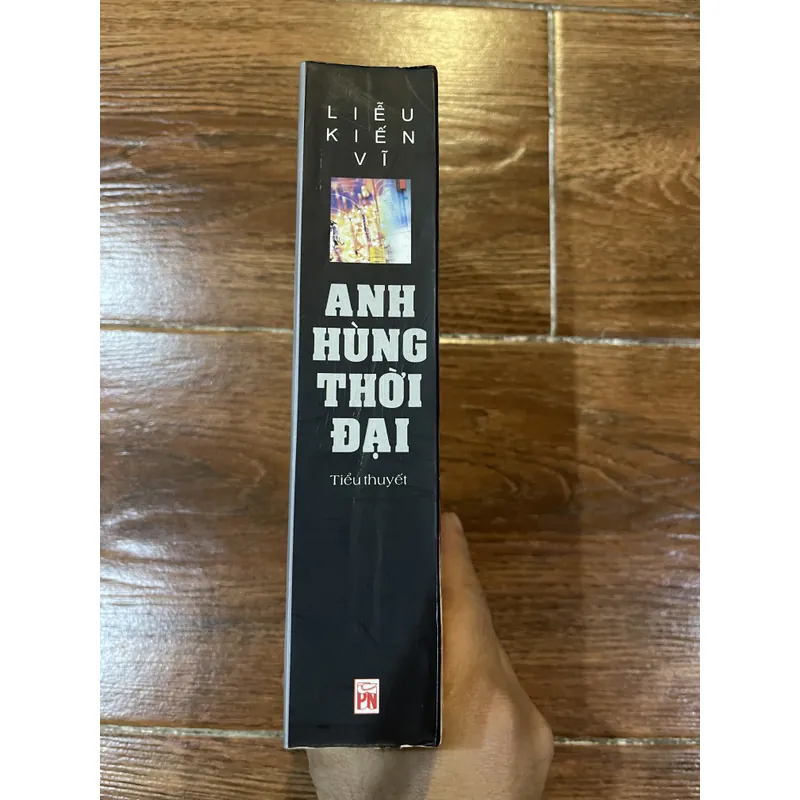 LIỄU
KIẾN
VĨ
ANH
HÙNG
THỜI
ĐẠI
Tiểu thuyết
PN